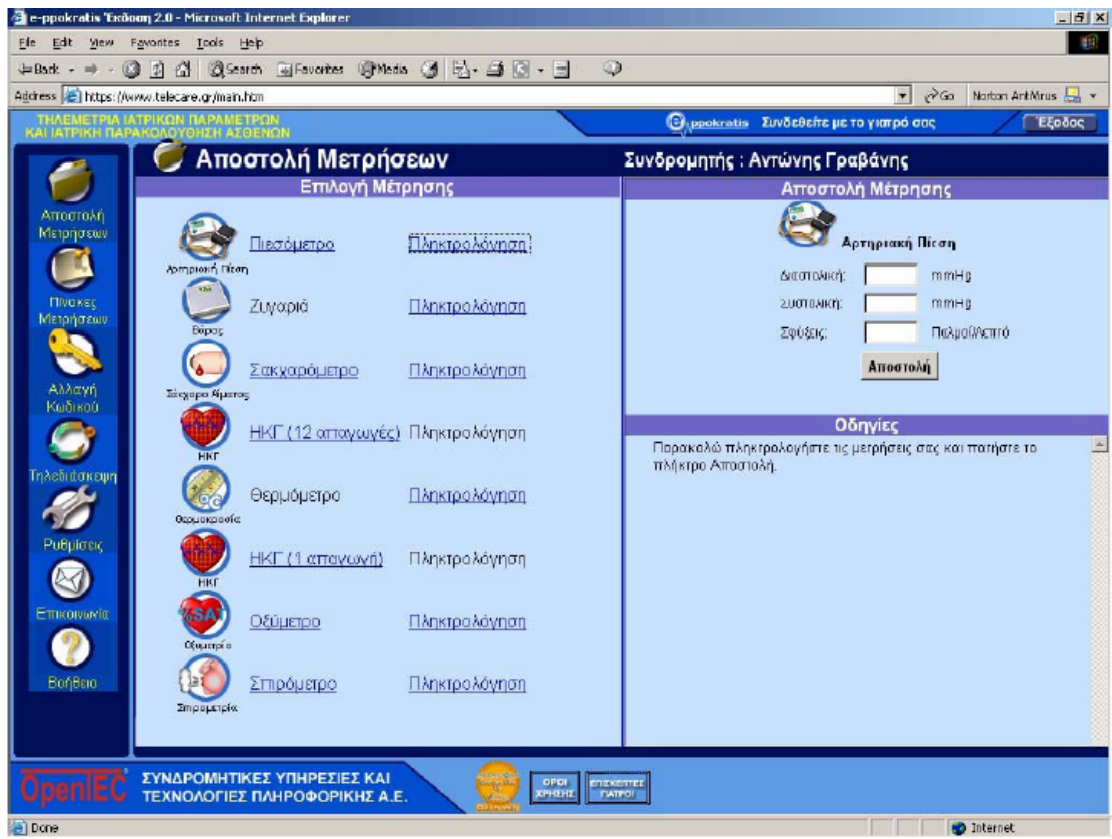 e-ppokratis Έκδοση 2.0 - Microsoft Internet Explorer
File Edit View Favorites Tools Help
Back Search Favorites Media
Address https://www.telecare.gr/main.htm Go Norton AntiVirus
ΤΗΛΕΜΕΤΡΙΑ ΙΑΤΡΙΚΩΝ ΠΑΡΑΜΕΤΡΩΝ
ΚΑΙ ΙΑΤΡΙΚΗ ΠΑΡΑΚΟΛΟΥΘΗΣΗ ΑΣΘΕΝΩΝ
e ppokratis Συνδεθείτε με το γιατρό σας
Έξοδος
Αποστολή Μετρήσεων
Συνδρομητής : Αντώνης Γραβάνης
Αποστολή
Μετρήσεων
Πίνακες
Μετρήσεων
Αλλαγή
Κωδικού
Τηλεδιάσκεψη
Ρυθμίσεις
Επικοινωνία
Βοήθεια
Επιλογή Μέτρησης
Αρτηριακή Πίεση
Πιεσόμετρο Πληκτρολόγηση
Βάρος
Ζυγαριά Πληκτρολόγηση
Σάκχαρο Αίματος
Σακχαρόμετρο Πληκτρολόγηση
ΗΚΓ
ΗΚΓ (12 απαγωγές) Πληκτρολόγηση
Θερμοκρασία
Θερμόμετρο Πληκτρολόγηση
ΗΚΓ
ΗΚΓ (1 απαγωγή) Πληκτρολόγηση
%SAT
Οξυμετρία
Οξύμετρο Πληκτρολόγηση
Σπιρομετρία
Σπιρόμετρο Πληκτρολόγηση
Αποστολή Μέτρησης
Αρτηριακή Πίεση
Διαστολική: mmHg
Συστολική: mmHg
Σφύξεις: Παλμοί/λεπτό
Αποστολή
Οδηγίες
Παρακαλώ πληκτρολογήστε τις μετρήσεις σας και πατήστε το
πλήκτρο Αποστολή.
OpenTEC
ΣΥΝΔΡΟΜΗΤΙΚΕΣ ΥΠΗΡΕΣΙΕΣ ΚΑΙ
ΤΕΧΝΟΛΟΓΙΕΣ ΠΛΗΡΟΦΟΡΙΚΗΣ Α.Ε.
ΟΡΟΙ
ΧΡΗΣΗΣ
ΕΠΙΣΚΕΠΤΕΣ
ΓΙΑΤΡΟΙ
Done Internet